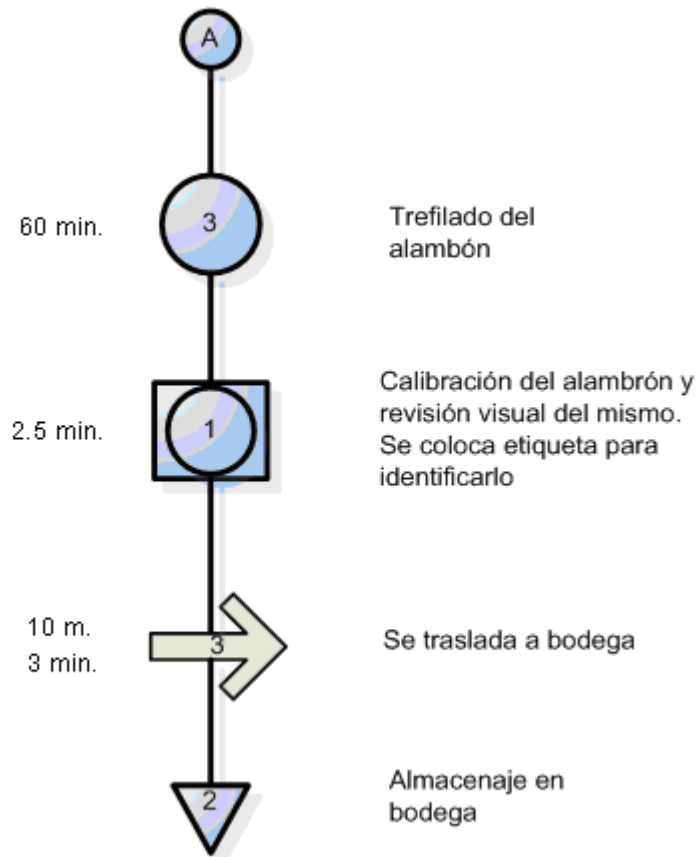 A
60 min.
3
Trefilado del
alambón
2.5 min.
1
Calibración del alambrón y
revisión visual del mismo.
Se coloca etiqueta para
identificarlo
10 m.
3 min.
3
Se traslada a bodega
2
Almacenaje en
bodega